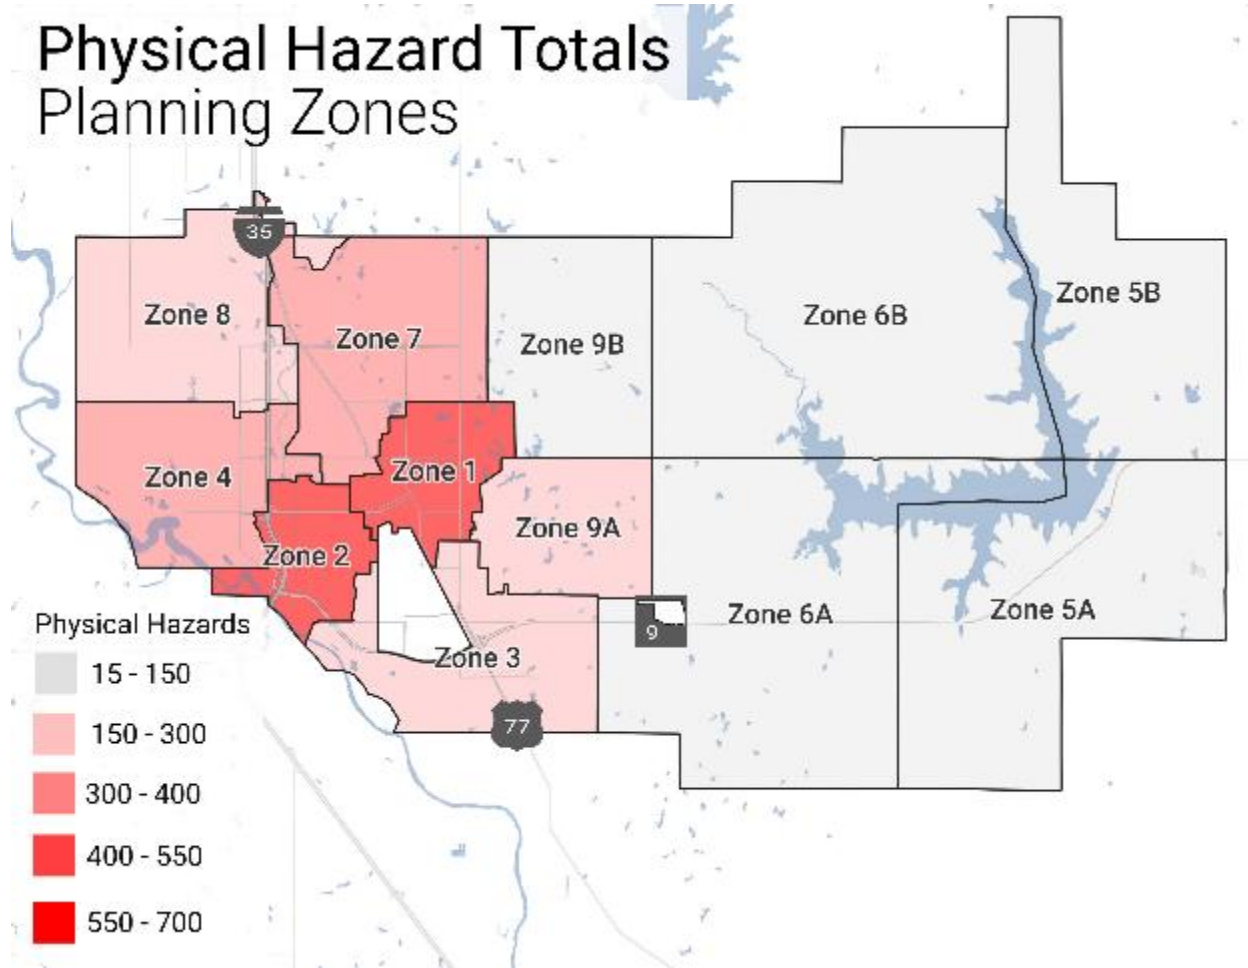 Physical Hazard Totals
Planning Zones
35
Zone 8
Zone 7
Zone 9B
Zone 6B
Zone 5B
Zone 4
Zone 1
Zone 2
Zone 9A
Zone 3
9
Zone 6A
Zone 5A
77
Physical Hazards
15 - 150
150 - 300
300 - 400
400 - 550
550 - 700